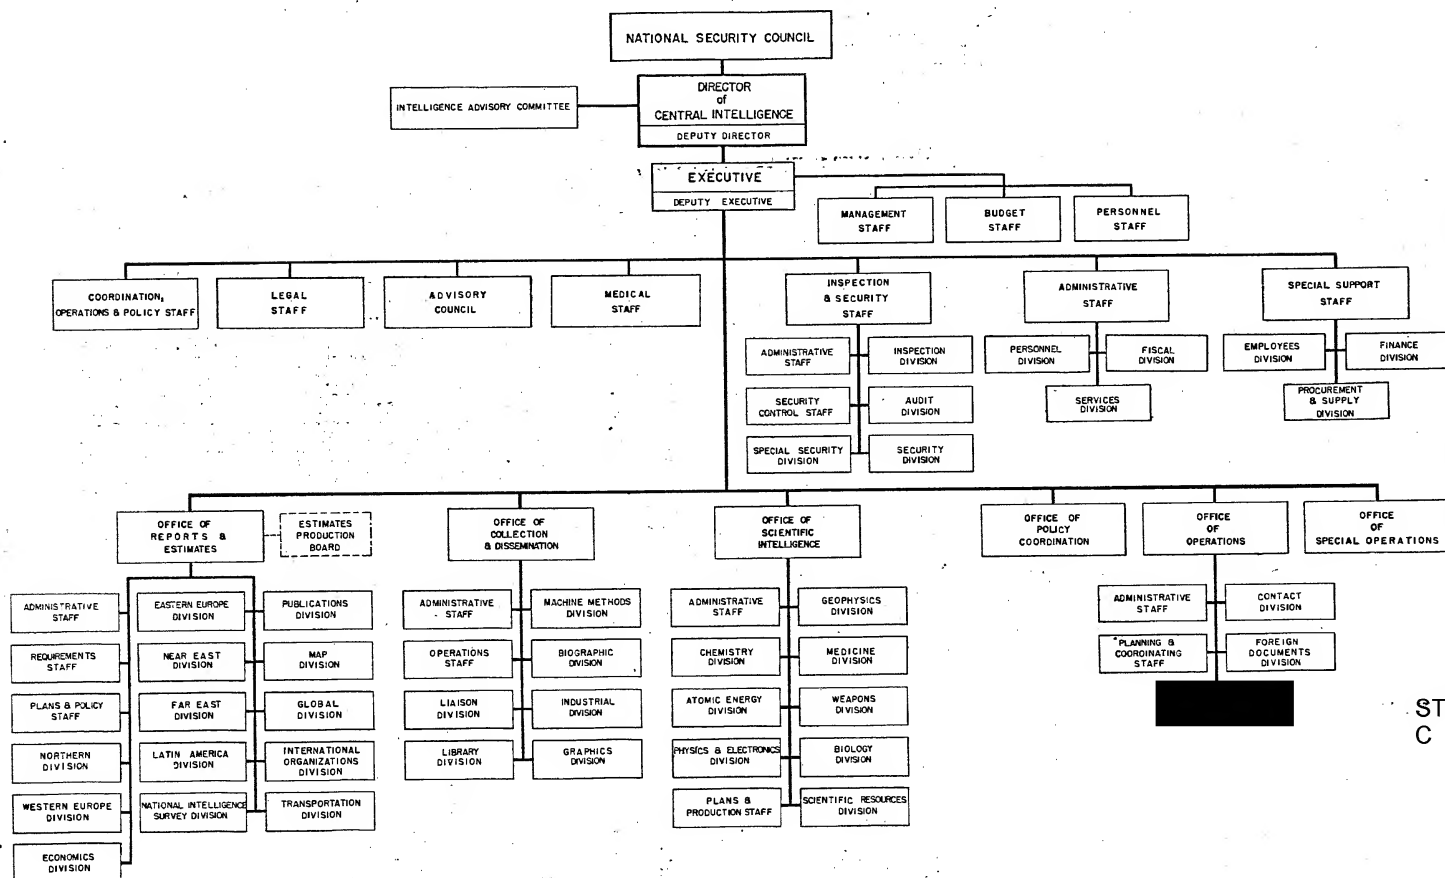 NATIONAL SECURITY COUNCIL
INTELLIGENCE ADVISORY COMMITTEE
DIRECTOR
of
CENTRAL INTELLIGENCE
DEPUTY DIRECTOR
EXECUTIVE
DEPUTY EXECUTIVE
MANAGEMENT
STAFF
BUDGET
STAFF
PERSONNEL
STAFF
COORDINATION,
OPERATIONS & POLICY STAFF
LEGAL
STAFF
ADVISORY
COUNCIL
MEDICAL
STAFF
INSPECTION
& SECURITY
STAFF
ADMINISTRATIVE
STAFF
SPECIAL SUPPORT
STAFF
ADMINISTRATIVE
STAFF
INSPECTION
DIVISION
SECURITY
CONTROL STAFF
AUDIT
DIVISION
SPECIAL SECURITY
DIVISION
SECURITY
DIVISION
PERSONNEL
DIVISION
FISCAL
DIVISION
SERVICES
DIVISION
EMPLOYEES
DIVISION
FINANCE
DIVISION
PROCUREMENT
& SUPPLY
DIVISION
OFFICE OF
REPORTS &
ESTIMATES
ESTIMATES
PRODUCTION
BOARD
OFFICE OF
COLLECTION
& DISSEMINATION
OFFICE OF
SCIENTIFIC
INTELLIGENCE
OFFICE OF
POLICY
COORDINATION
OFFICE
OF
OPERATIONS
OFFICE
OF
SPECIAL OPERATIONS
ADMINISTRATIVE
STAFF
EASTERN EUROPE
DIVISION
PUBLICATIONS
DIVISION
REQUIREMENTS
STAFF
NEAR EAST
DIVISION
MAP
DIVISION
PLANS & POLICY
STAFF
FAR EAST
DIVISION
GLOBAL
DIVISION
NORTHERN
DIVISION
LATIN AMERICA
DIVISION
INTERNATIONAL
ORGANIZATIONS
DIVISION
WESTERN EUROPE
DIVISION
NATIONAL INTELLIGENCE
SURVEY DIVISION
TRANSPORTATION
DIVISION
ECONOMICS
DIVISION
ADMINISTRATIVE
STAFF
MACHINE METHODS
DIVISION
OPERATIONS
STAFF
BIOGRAPHIC
DIVISION
LIAISON
DIVISION
INDUSTRIAL
DIVISION
LIBRARY
DIVISION
GRAPHICS
DIVISION
ADMINISTRATIVE
STAFF
GEOPHYSICS
DIVISION
CHEMISTRY
DIVISION
MEDICINE
DIVISION
ATOMIC ENERGY
DIVISION
WEAPONS
DIVISION
PHYSICS & ELECTRONICS
DIVISION
BIOLOGY
DIVISION
PLANS &
PRODUCTION STAFF
SCIENTIFIC RESOURCES
DIVISION
ADMINISTRATIVE
STAFF
CONTACT
DIVISION
PLANNING &
COORDINATING
STAFF
FOREIGN
DOCUMENTS
DIVISION
ST
C